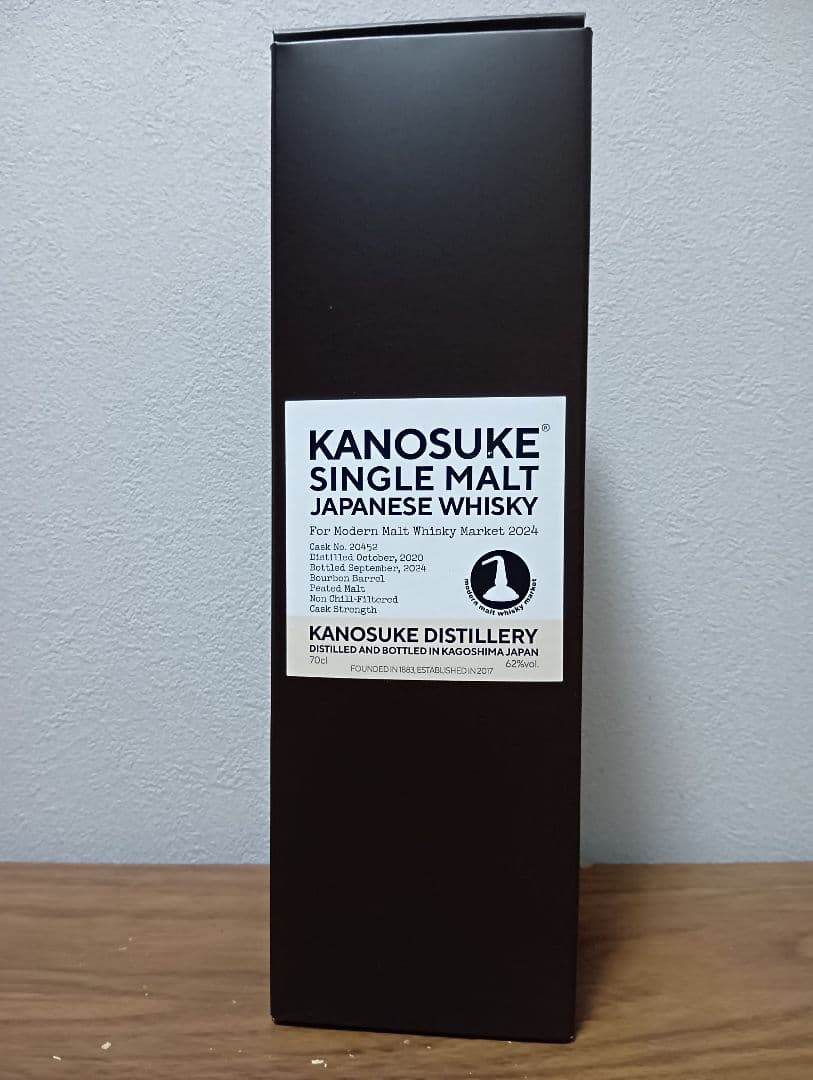 KANOSUKE®
SINGLE MALT
JAPANESE WHISKY
For Modern Malt Whisky Market 2024
Cask No. 20452
Distilled October, 2020
Bottled September, 2024
Bourbon Barrel
Peated Malt
Non Chill-Filtered
Cask Strength
modern malt whisky market
KANOSUKE DISTILLERY
DISTILLED AND BOTTLED IN KAGOSHIMA JAPAN
70cl
62%vol.
FOUNDED IN 1883, ESTABLISHED IN 2017